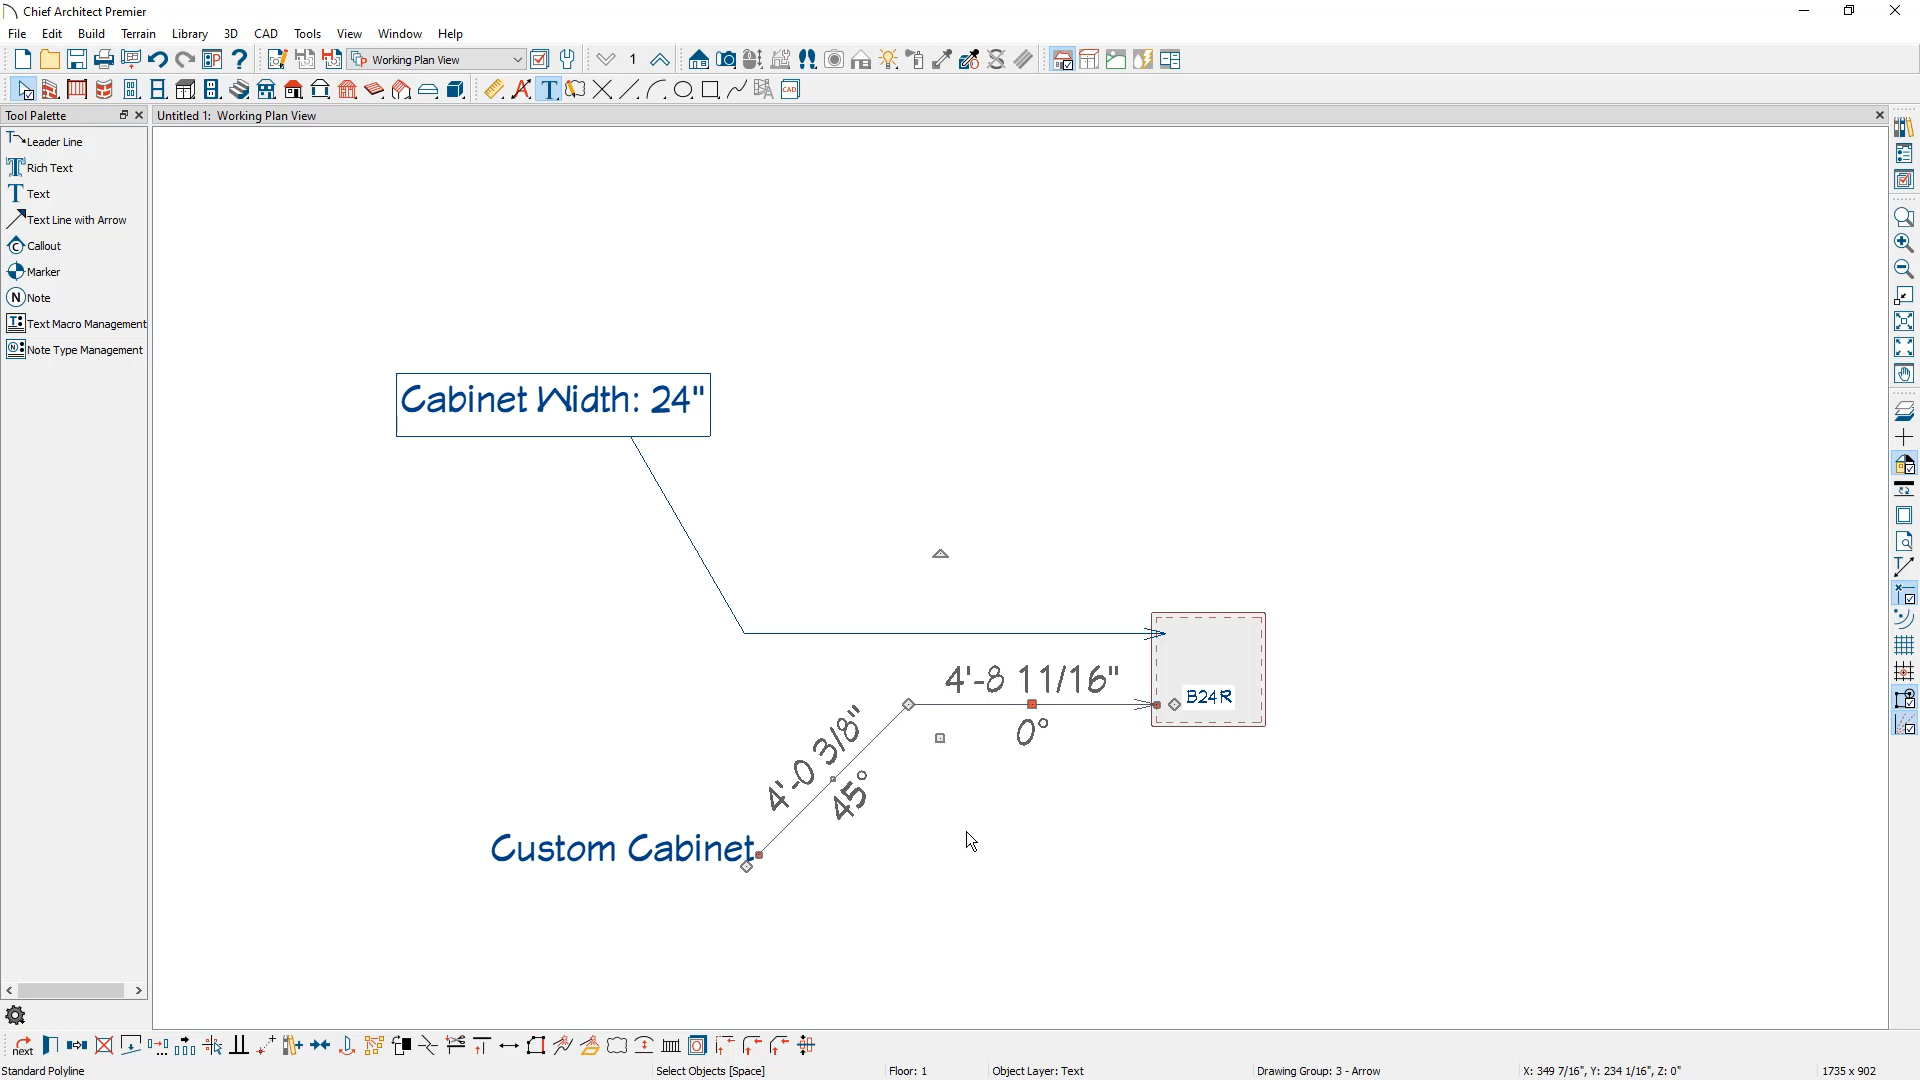 Chief Architect Premier
File Edit Build Terrain Library 3D CAD Tools View Window Help
Working Plan View
1
CAD
Tool Palette
Untitled 1: Working Plan View
Leader Line
Rich Text
Text
Text Line with Arrow
Callout
Marker
Note
Text Macro Management
Note Type Management
Cabinet Width: 24"
4'-8 11/16"
B24R
0°
4'-0 3/8"
45°
Custom Cabinet
next
Standard Polyline
Select Objects [Space]
Floor: 1
Object Layer: Text
Drawing Group: 3 - Arrow
X: 349 7/16", Y: 234 1/16", Z: 0"
1735 x 902